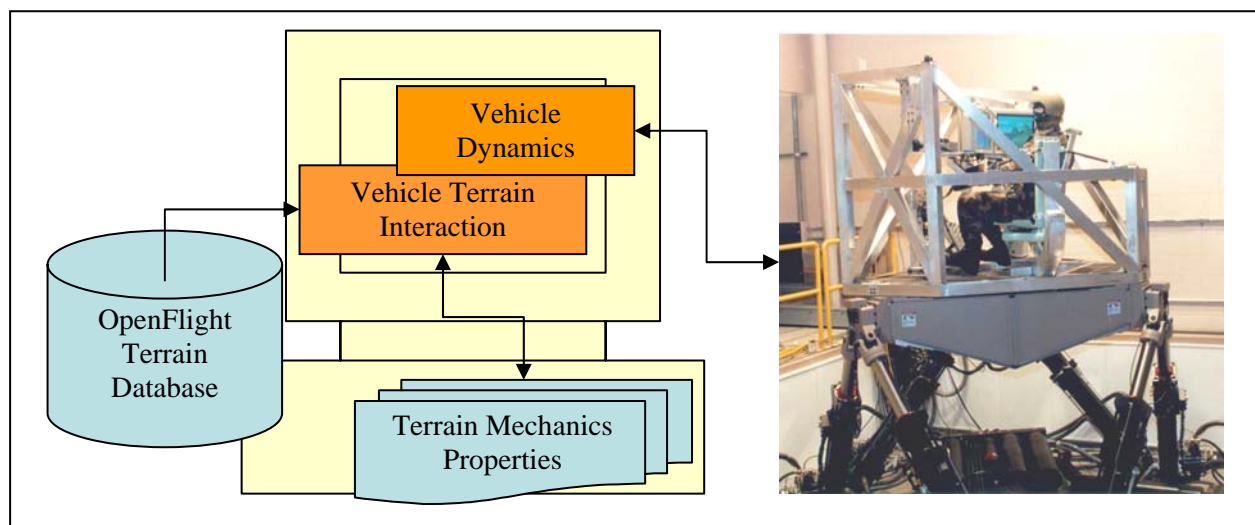 Vehicle
Dynamics
Vehicle Terrain
Interaction
OpenFlight
Terrain
Database
Terrain Mechanics
Properties